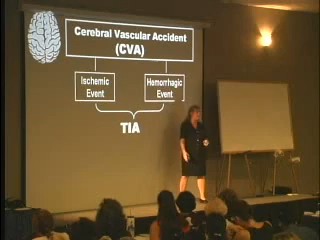 Cerebral Vascular Accident
(CVA)
Ischemic
Event
Hemorrhagic
Event
TIA